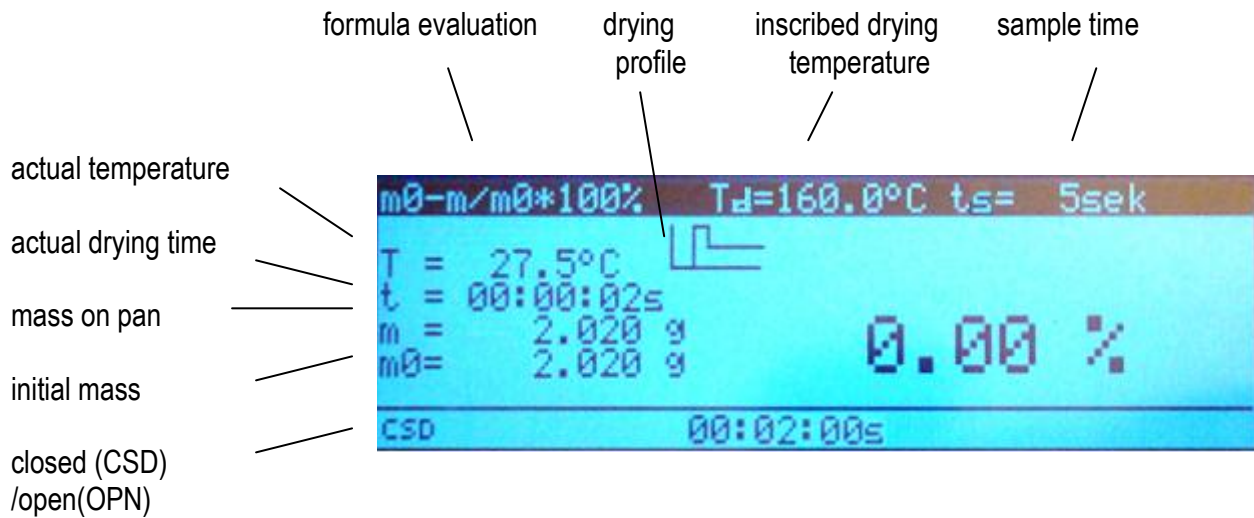 formula evaluation
drying
profile
inscribed drying
temperature
sample time
actual temperature
actual drying time
mass on pan
initial mass
closed (CSD)
/open(OPN)
m0-m/m0*100% Td=160.0°C ts= 5sek
T = 27.5°C
t = 00:00:02s
m = 2.020 g
m0= 2.020 g
0.00 %
CSD 00:02:00s